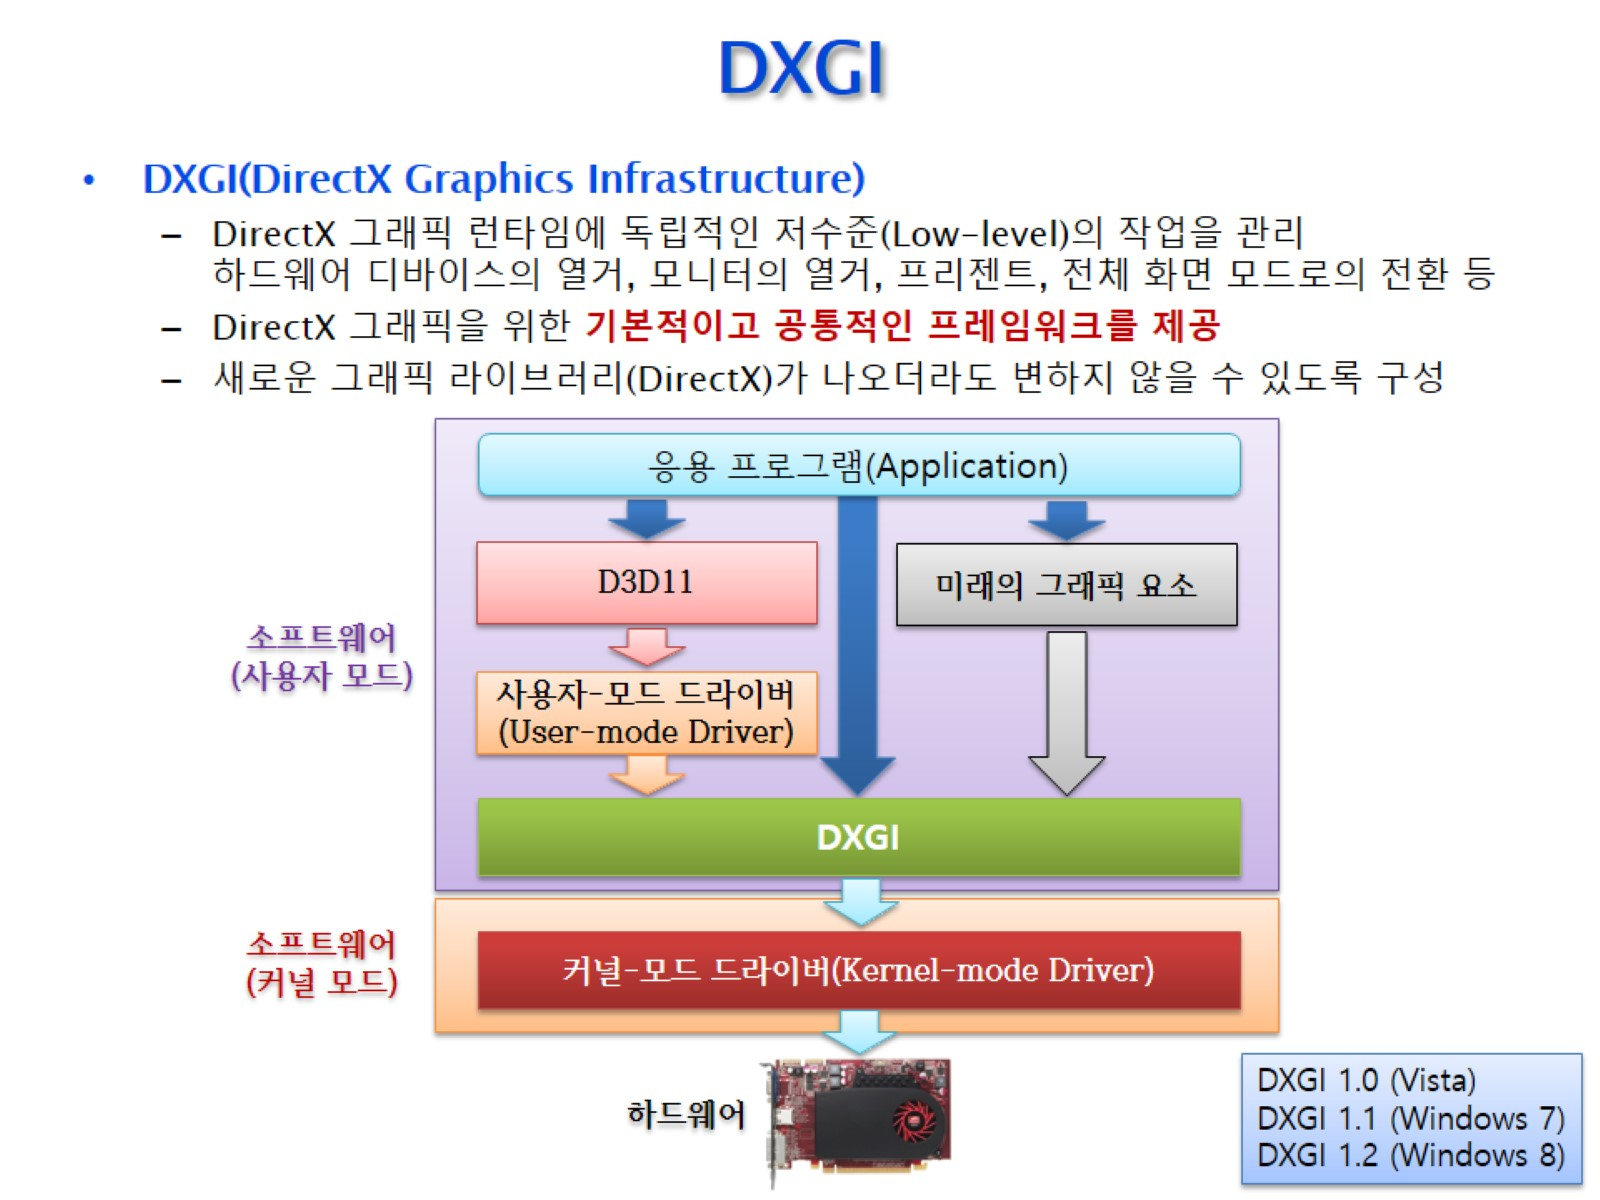 DXGI
• DXGI(DirectX Graphics Infrastructure)
– DirectX 그래픽 런타임에 독립적인 저수준(Low-level)의 작업을 관리
하드웨어 디바이스의 열거, 모니터의 열거, 프리젠트, 전체 화면 모드로의 전환 등
– DirectX 그래픽을 위한 기본적이고 공통적인 프레임워크를 제공
– 새로운 그래픽 라이브러리(DirectX)가 나오더라도 변하지 않을 수 있도록 구성
응용 프로그램(Application)
D3D11
미래의 그래픽 요소
소프트웨어
(사용자 모드)
사용자-모드 드라이버
(User-mode Driver)
DXGI
소프트웨어
(커널 모드)
커널-모드 드라이버(Kernel-mode Driver)
하드웨어
DXGI 1.0 (Vista)
DXGI 1.1 (Windows 7)
DXGI 1.2 (Windows 8)